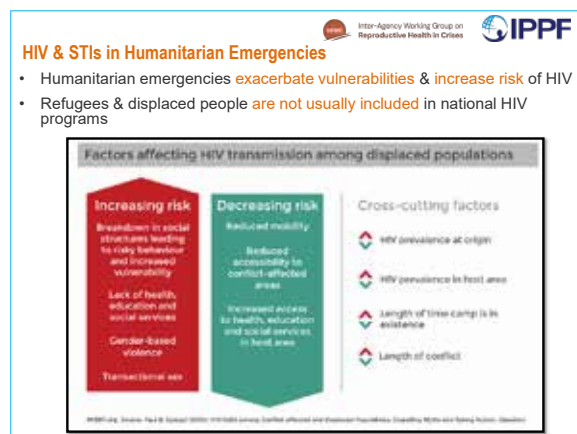 Inter-Agency Working Group on
Reproductive Health in Crises
IPPF
HIV & STIs in Humanitarian Emergencies
• Humanitarian emergencies exacerbate vulnerabilities & increase risk of HIV
• Refugees & displaced people are not usually included in national HIV
programs
Factors affecting HIV transmission among displaced populations
Increasing risk
Breakdown in social
structures leading
to risky behaviour
and increased
vulnerability
Lack of health,
education and
social services
Gender-based
violence
Transactional sex
Decreasing risk
Reduced mobility
Reduced
accessibility to
conflict-affected
areas
Increased access
to health, education
and social services
in host area
Cross-cutting factors
HIV prevalence at origin
HIV prevalence in host area
Length of time camp is in
existence
Length of conflict